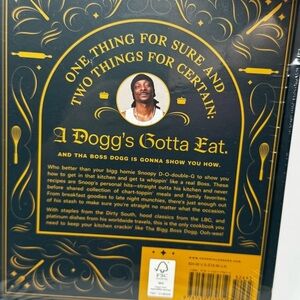 ONE THING FOR SURE AND
TWO THINGS FOR CERTAIN:
A Dogg's Gotta Eat.
AND THA BOSS DOGG IS GONNA SHOW YOU HOW.
Who better than your bigg homie Snoopy D-O-double-G to show you
how to get in that kitchen and get ta whippin' like a real Boss. These
recipes are Snoop's personal hits—straight outta his kitchen and never
before shared collection of chart-toppin' meals and family favorites.
From breakfast goodies to late night munchies, there's just enough out
of his stash to make sure you're straight no matter what the occasion.
With staples from the Dirty South, hood classics from the LBC, and
platinum dishes from his worldwide travels, this is the only cookbook you
need to keep your kitchen crackin' like Tha Bigg Boss Dogg. Ooh-wee!
FSC